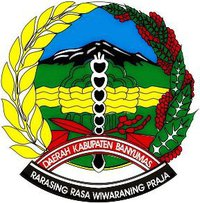 DAERAH KABUPATEN BANYUMAS
RARASING RASA WIWARANING PRAJA